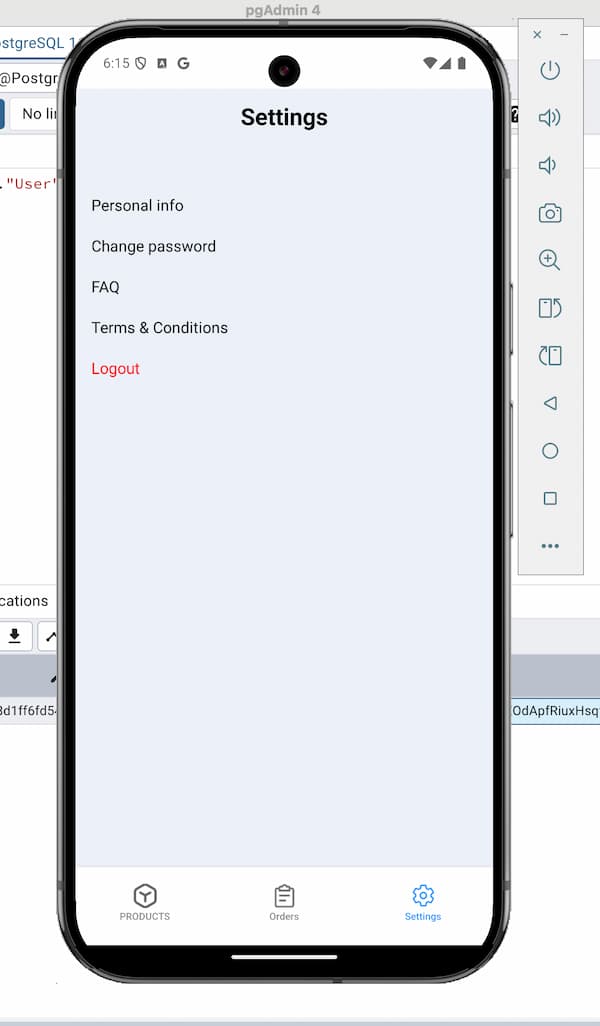 pgAdmin 4
ostgreSQL 1
@Postgr
No li
."User"
6:15
Settings
Personal info
Change password
FAQ
Terms & Conditions
Logout
cations
3d1ff6fd54
OdApfRiuxHsq
PRODUCTS
Orders
Settings